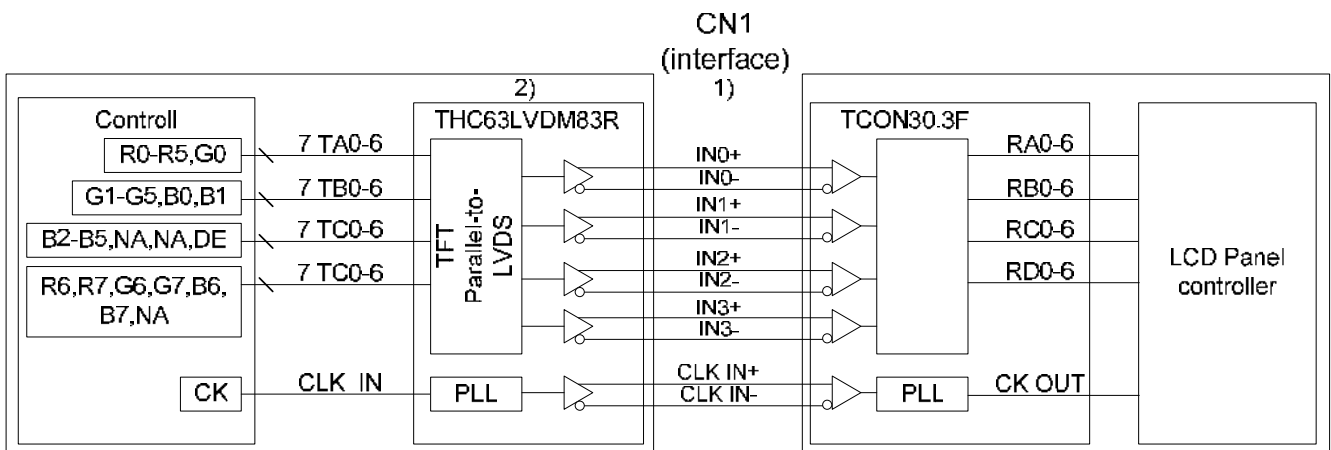 CN1
(interface)
1)
2)
Controll
R0-R5,G0
G1-G5,B0,B1
B2-B5,NA,NA,DE
R6,R7,G6,G7,B6,
B7,NA
CK
7 TA0-6
7 TB0-6
7 TC0-6
7 TC0-6
CLK IN
THC63LVDM83R
TFT
Parallel-to-
LVDS
PLL
IN0+
IN0-
IN1+
IN1-
IN2+
IN2-
IN3+
IN3-
CLK IN+
CLK IN-
TCON30.3F
PLL
RA0-6
RB0-6
RC0-6
RD0-6
CK OUT
LCD Panel
controller